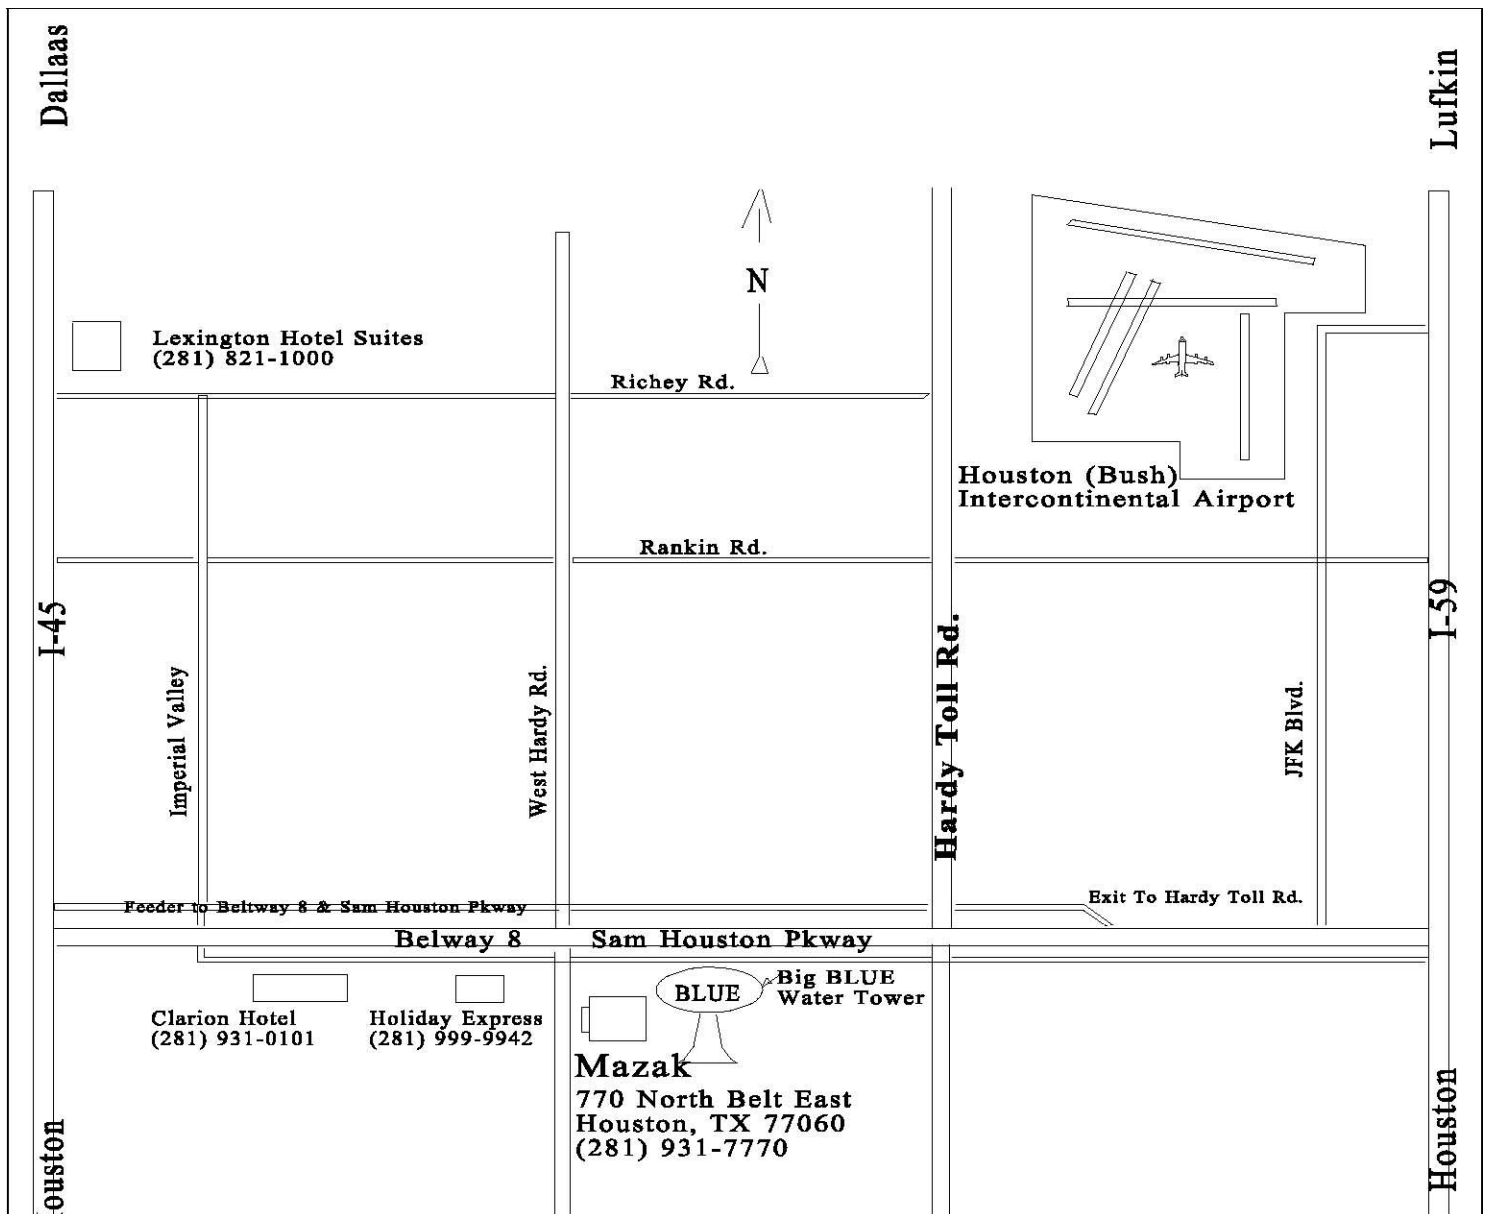 Dallaas
Lufkin
N
Lexington Hotel Suites
(281) 821-1000
Richey Rd.
Houston (Bush)
Intercontinental Airport
Rankin Rd.
I-45
I-59
Imperial Valley
West Hardy Rd.
Hardy Toll Rd.
JFK Blvd.
Feeder to Beltway 8 & Sam Houston Pkway
Exit To Hardy Toll Rd.
Belway 8
Sam Houston Pkway
BLUE
Big BLUE
Water Tower
Clarion Hotel
(281) 931-0101
Holiday Express
(281) 999-9942
Mazak
770 North Belt East
Houston, TX 77060
(281) 931-7770
ouston
Houston